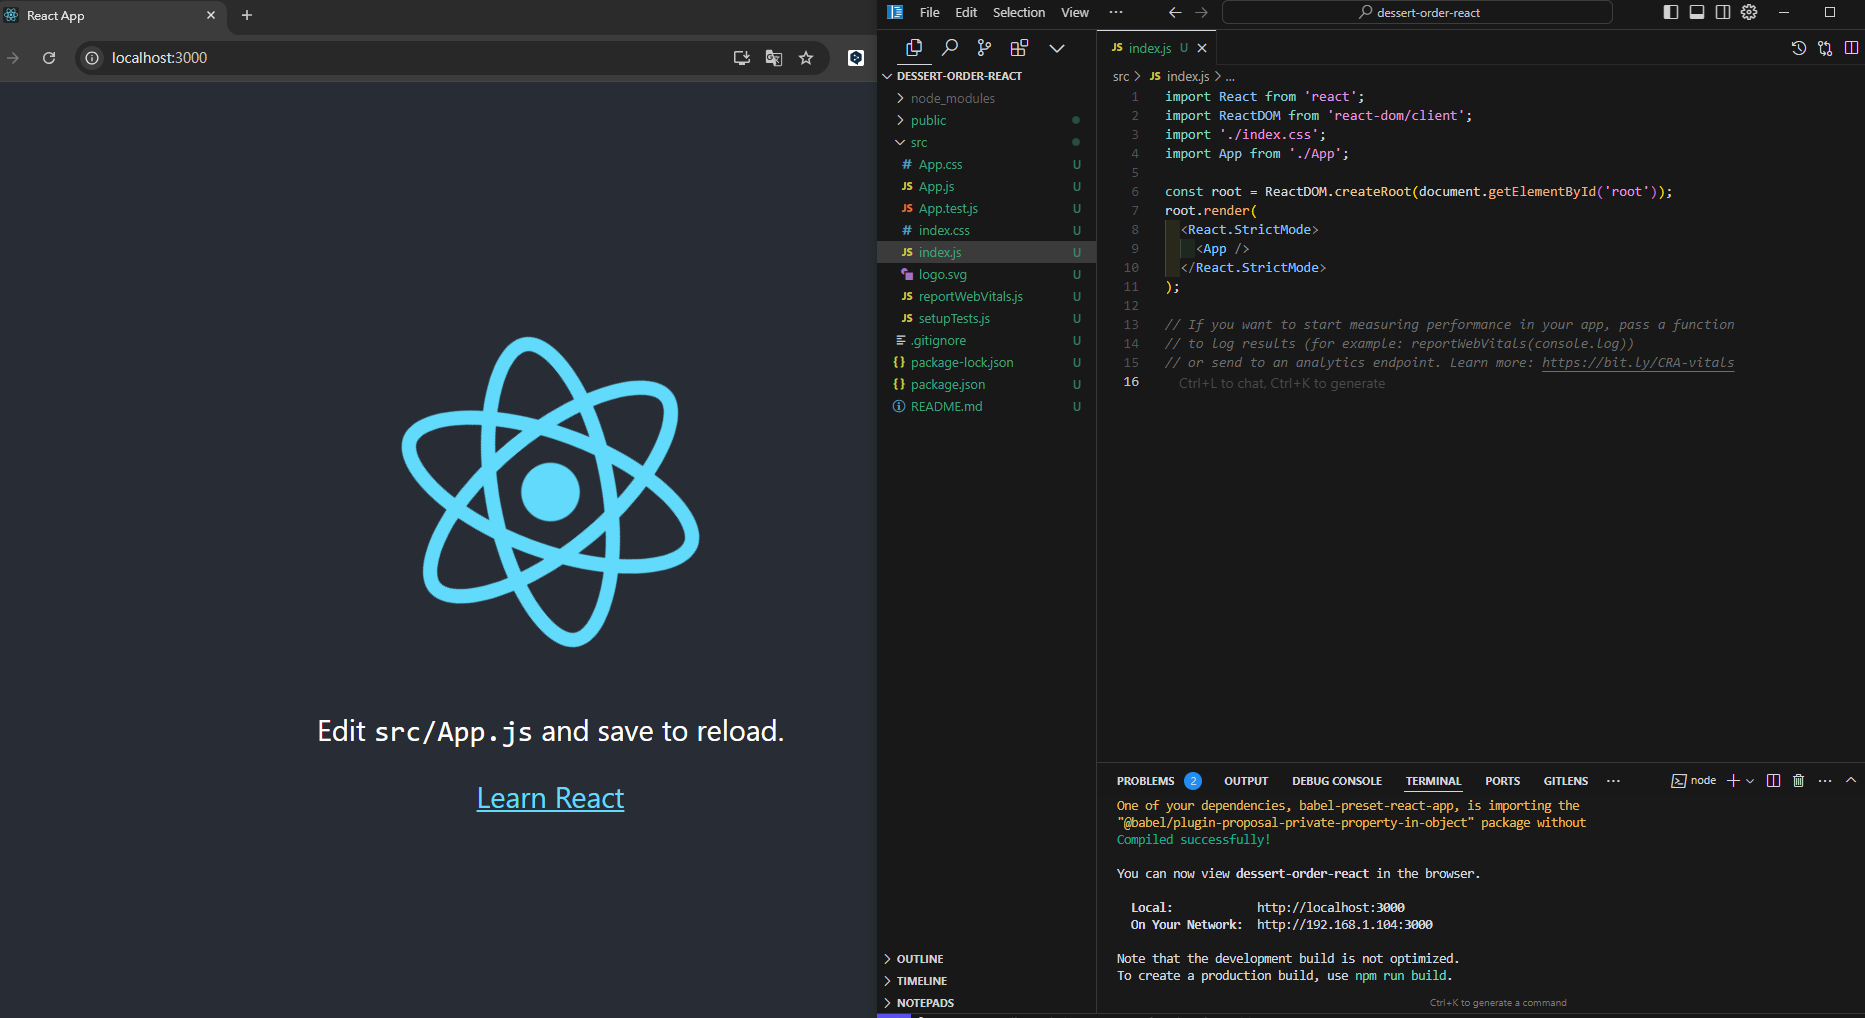 React App
localhost:3000
Edit src/App.js and save to reload.
Learn React
File Edit Selection View ···
dessert-order-react
DESSERT-ORDER-REACT
node_modules
public
src
App.css U
App.js U
App.test.js U
index.css U
index.js U
logo.svg U
reportWebVitals.js U
setupTests.js U
.gitignore U
package-lock.json U
package.json U
README.md U
OUTLINE
TIMELINE
NOTEPADS
JS index.js U
src > JS index.js > ...
1 import React from 'react';
2 import ReactDOM from 'react-dom/client';
3 import './index.css';
4 import App from './App';
5
6 const root = ReactDOM.createRoot(document.getElementById('root'));
7 root.render(
8 <React.StrictMode>
9 <App />
10 </React.StrictMode>
11 );
12
13 // If you want to start measuring performance in your app, pass a function
14 // to log results (for example: reportWebVitals(console.log))
15 // or send to an analytics endpoint. Learn more: https://bit.ly/CRA-vitals
16 Ctrl+L to chat, Ctrl+K to generate
PROBLEMS 2 OUTPUT DEBUG CONSOLE TERMINAL PORTS GITLENS ··· node
One of your dependencies, babel-preset-react-app, is importing the
"@babel/plugin-proposal-private-property-in-object" package without
Compiled successfully!
You can now view dessert-order-react in the browser.
Local: http://localhost:3000
On Your Network: http://192.168.1.104:3000
Note that the development build is not optimized.
To create a production build, use npm run build.
Ctrl+K to generate a command